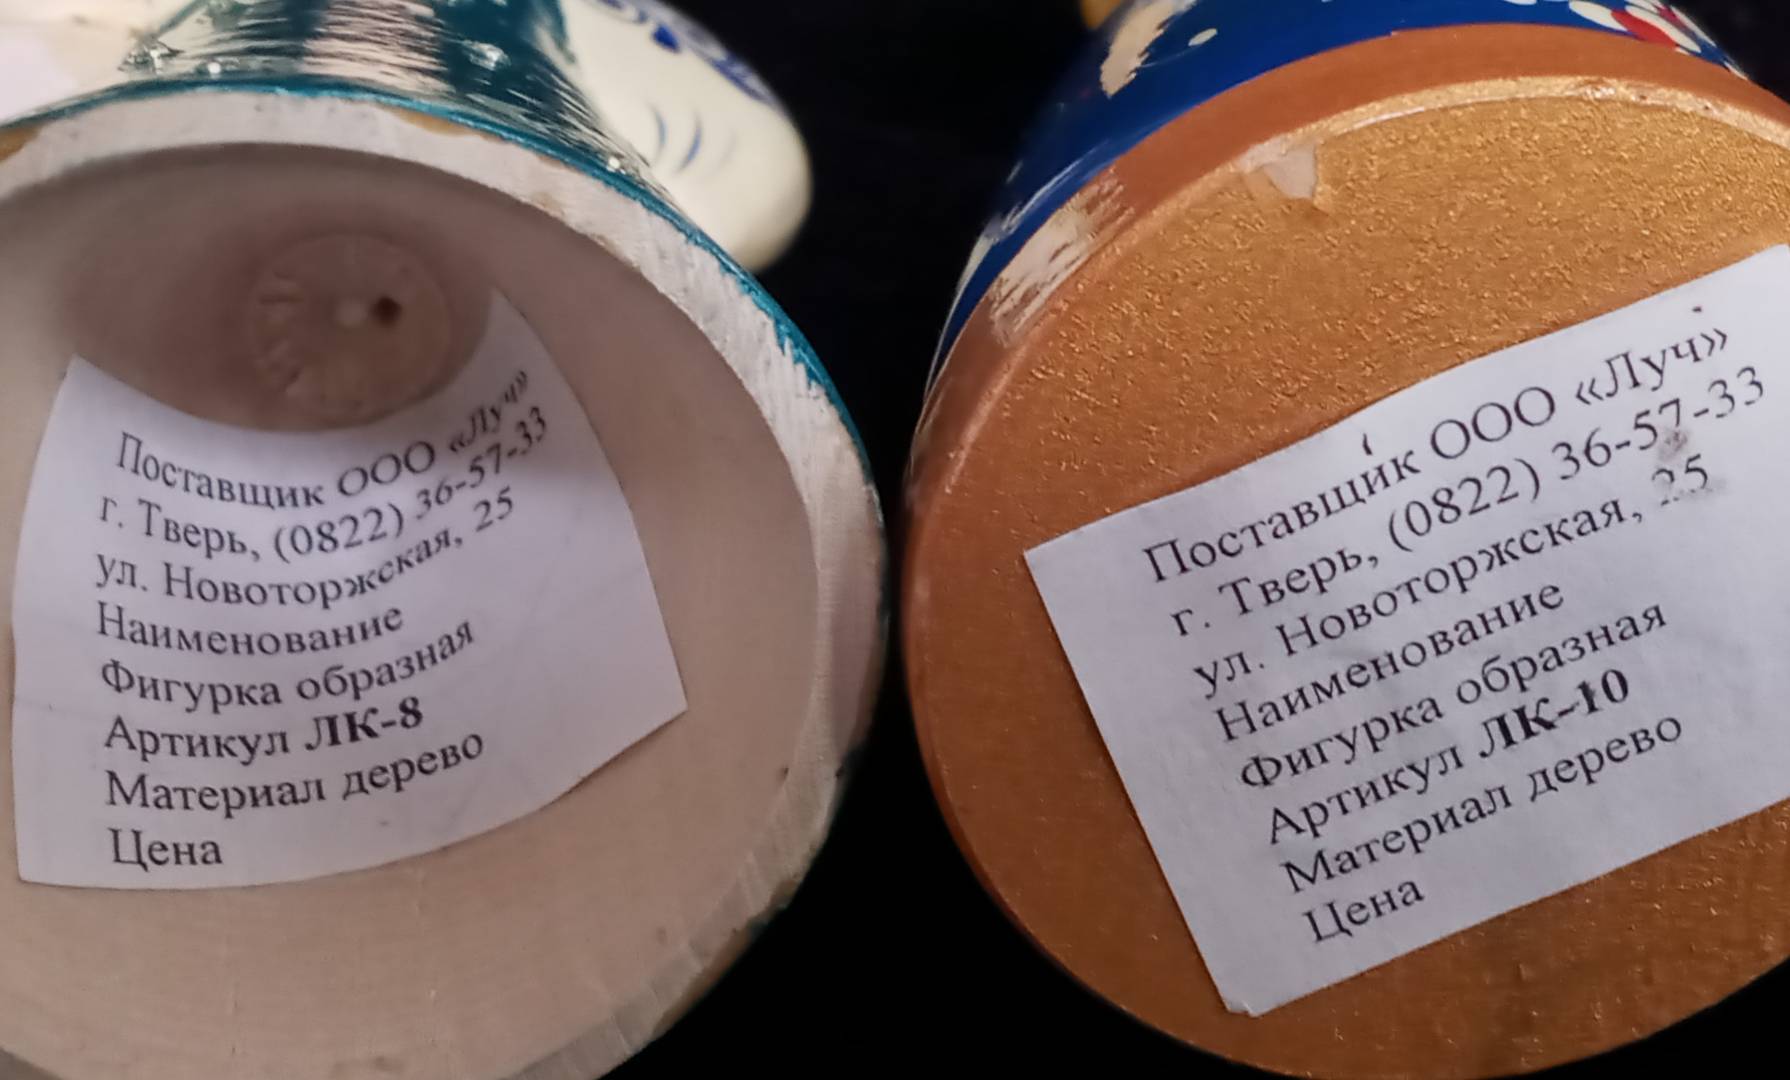 Поставщик ООО «Луч»
г. Тверь, (0822) 36-57-33
ул. Новоторжская, 25
Наименование
Фигурка образная
Артикул ЛК-8
Материал дерево
Цена
Поставщик ООО «Луч»
г. Тверь, (0822) 36-57-33
ул. Новоторжская, 25
Наименование
Фигурка образная
Артикул ЛК-10
Материал дерево
Цена